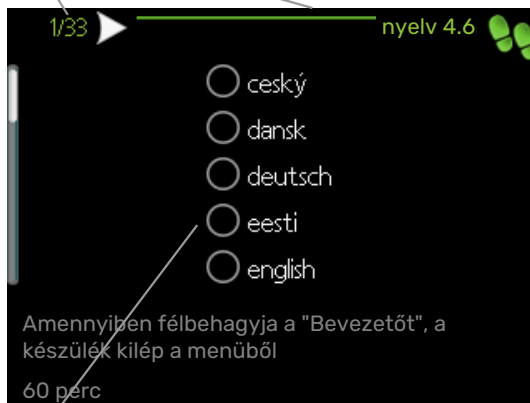 1/33
nyelv 4.6
ceský
dansk
deutsch
eesti
english
Amennyiben félbehagyja a "Bevezetőt", a
készülék kilép a menüből
60 perc